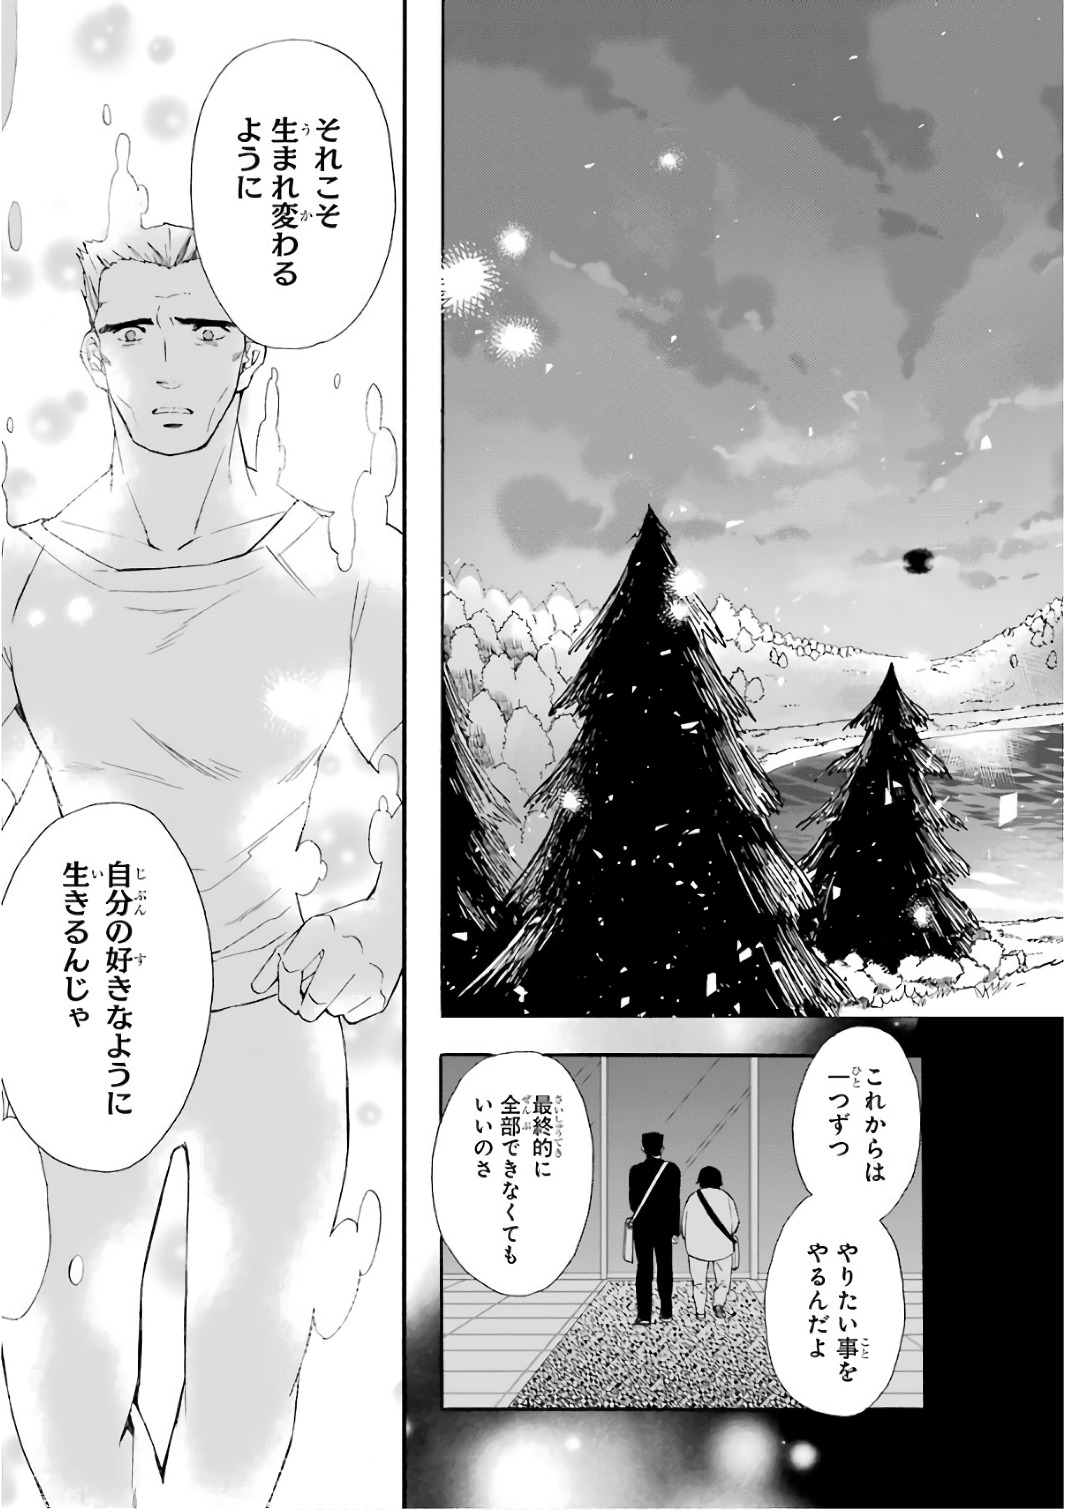 これからは
一つずつ
やりたい事を
やるんだよ
最終的に
全部できなくても
いいのさ
それこそ
生まれ変わる
ように
自分の好きなように
生きるんじゃ